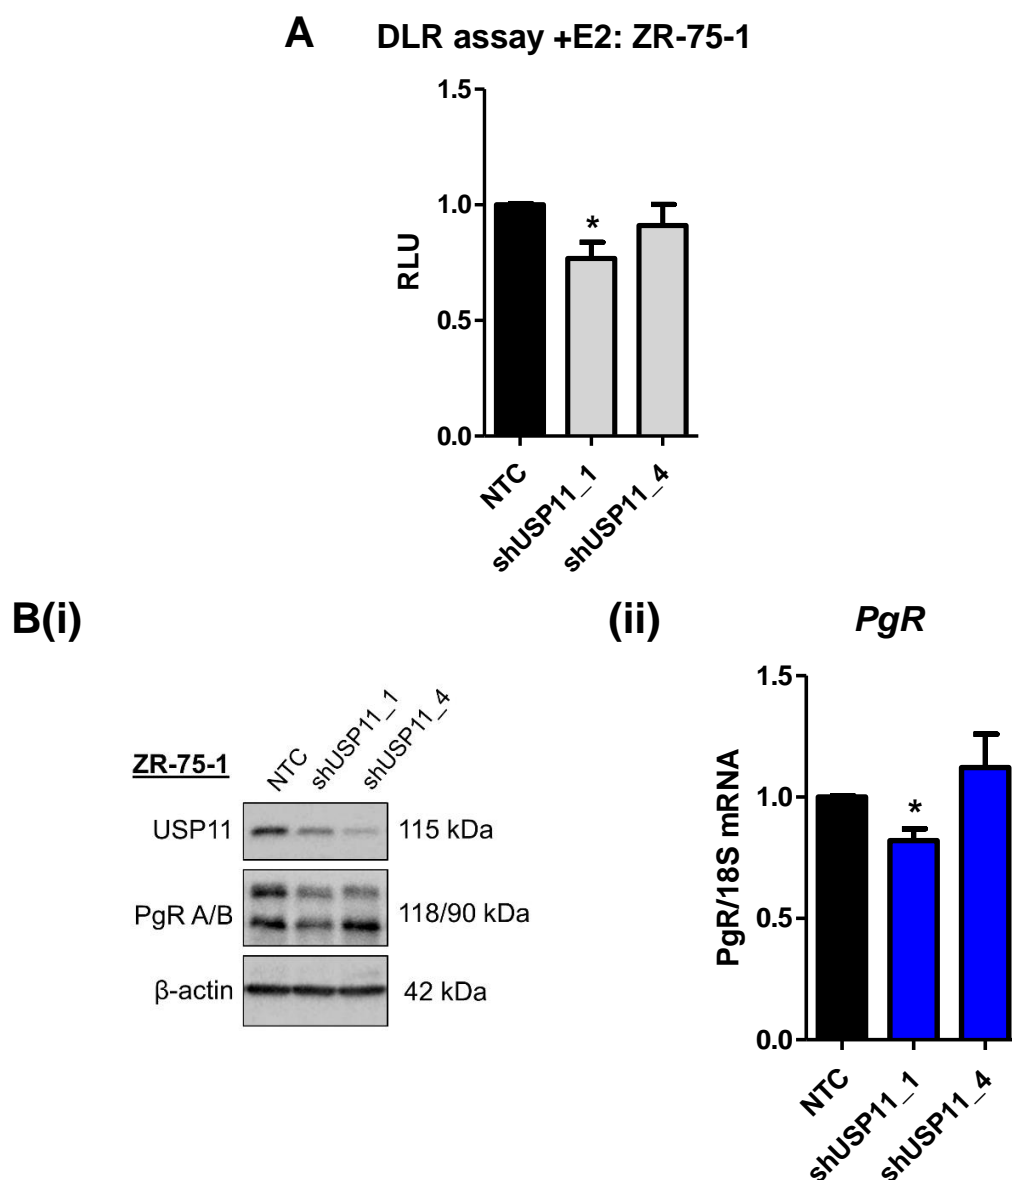 A DLR assay +E2: ZR-75-1
1.5
1.0
0.5
0.0
RLU
*
NTC
shUSP11_1
shUSP11_4
B(i)
ZR-75-1
NTC
shUSP11_1
shUSP11_4
USP11 115 kDa
PgR A/B 118/90 kDa
β-actin 42 kDa
(ii) PgR
1.5
1.0
0.5
0.0
PgR/18S mRNA
*
NTC
shUSP11_1
shUSP11_4